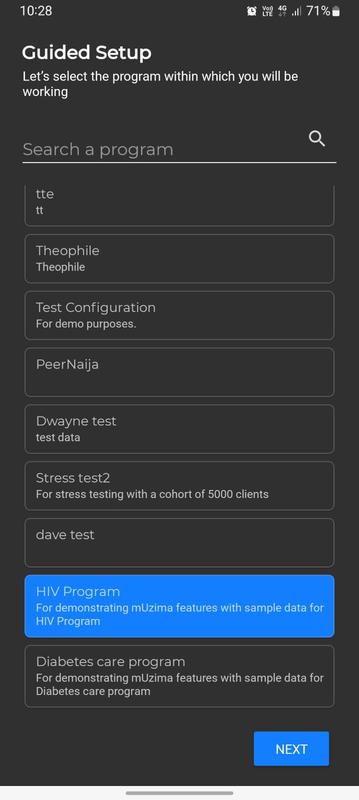 10:28
Vo))
LTE
4G
71%
Guided Setup
Let's select the program within which you will be
working
Search a program
tte
tt
Theophile
Theophile
Test Configuration
For demo purposes.
PeerNaija
Dwayne test
test data
Stress test2
For stress testing with a cohort of 5000 clients
dave test
HIV Program
For demonstrating mUzima features with sample data for
HIV Program
Diabetes care program
For demonstrating mUzima features with sample data for
Diabetes care program
NEXT